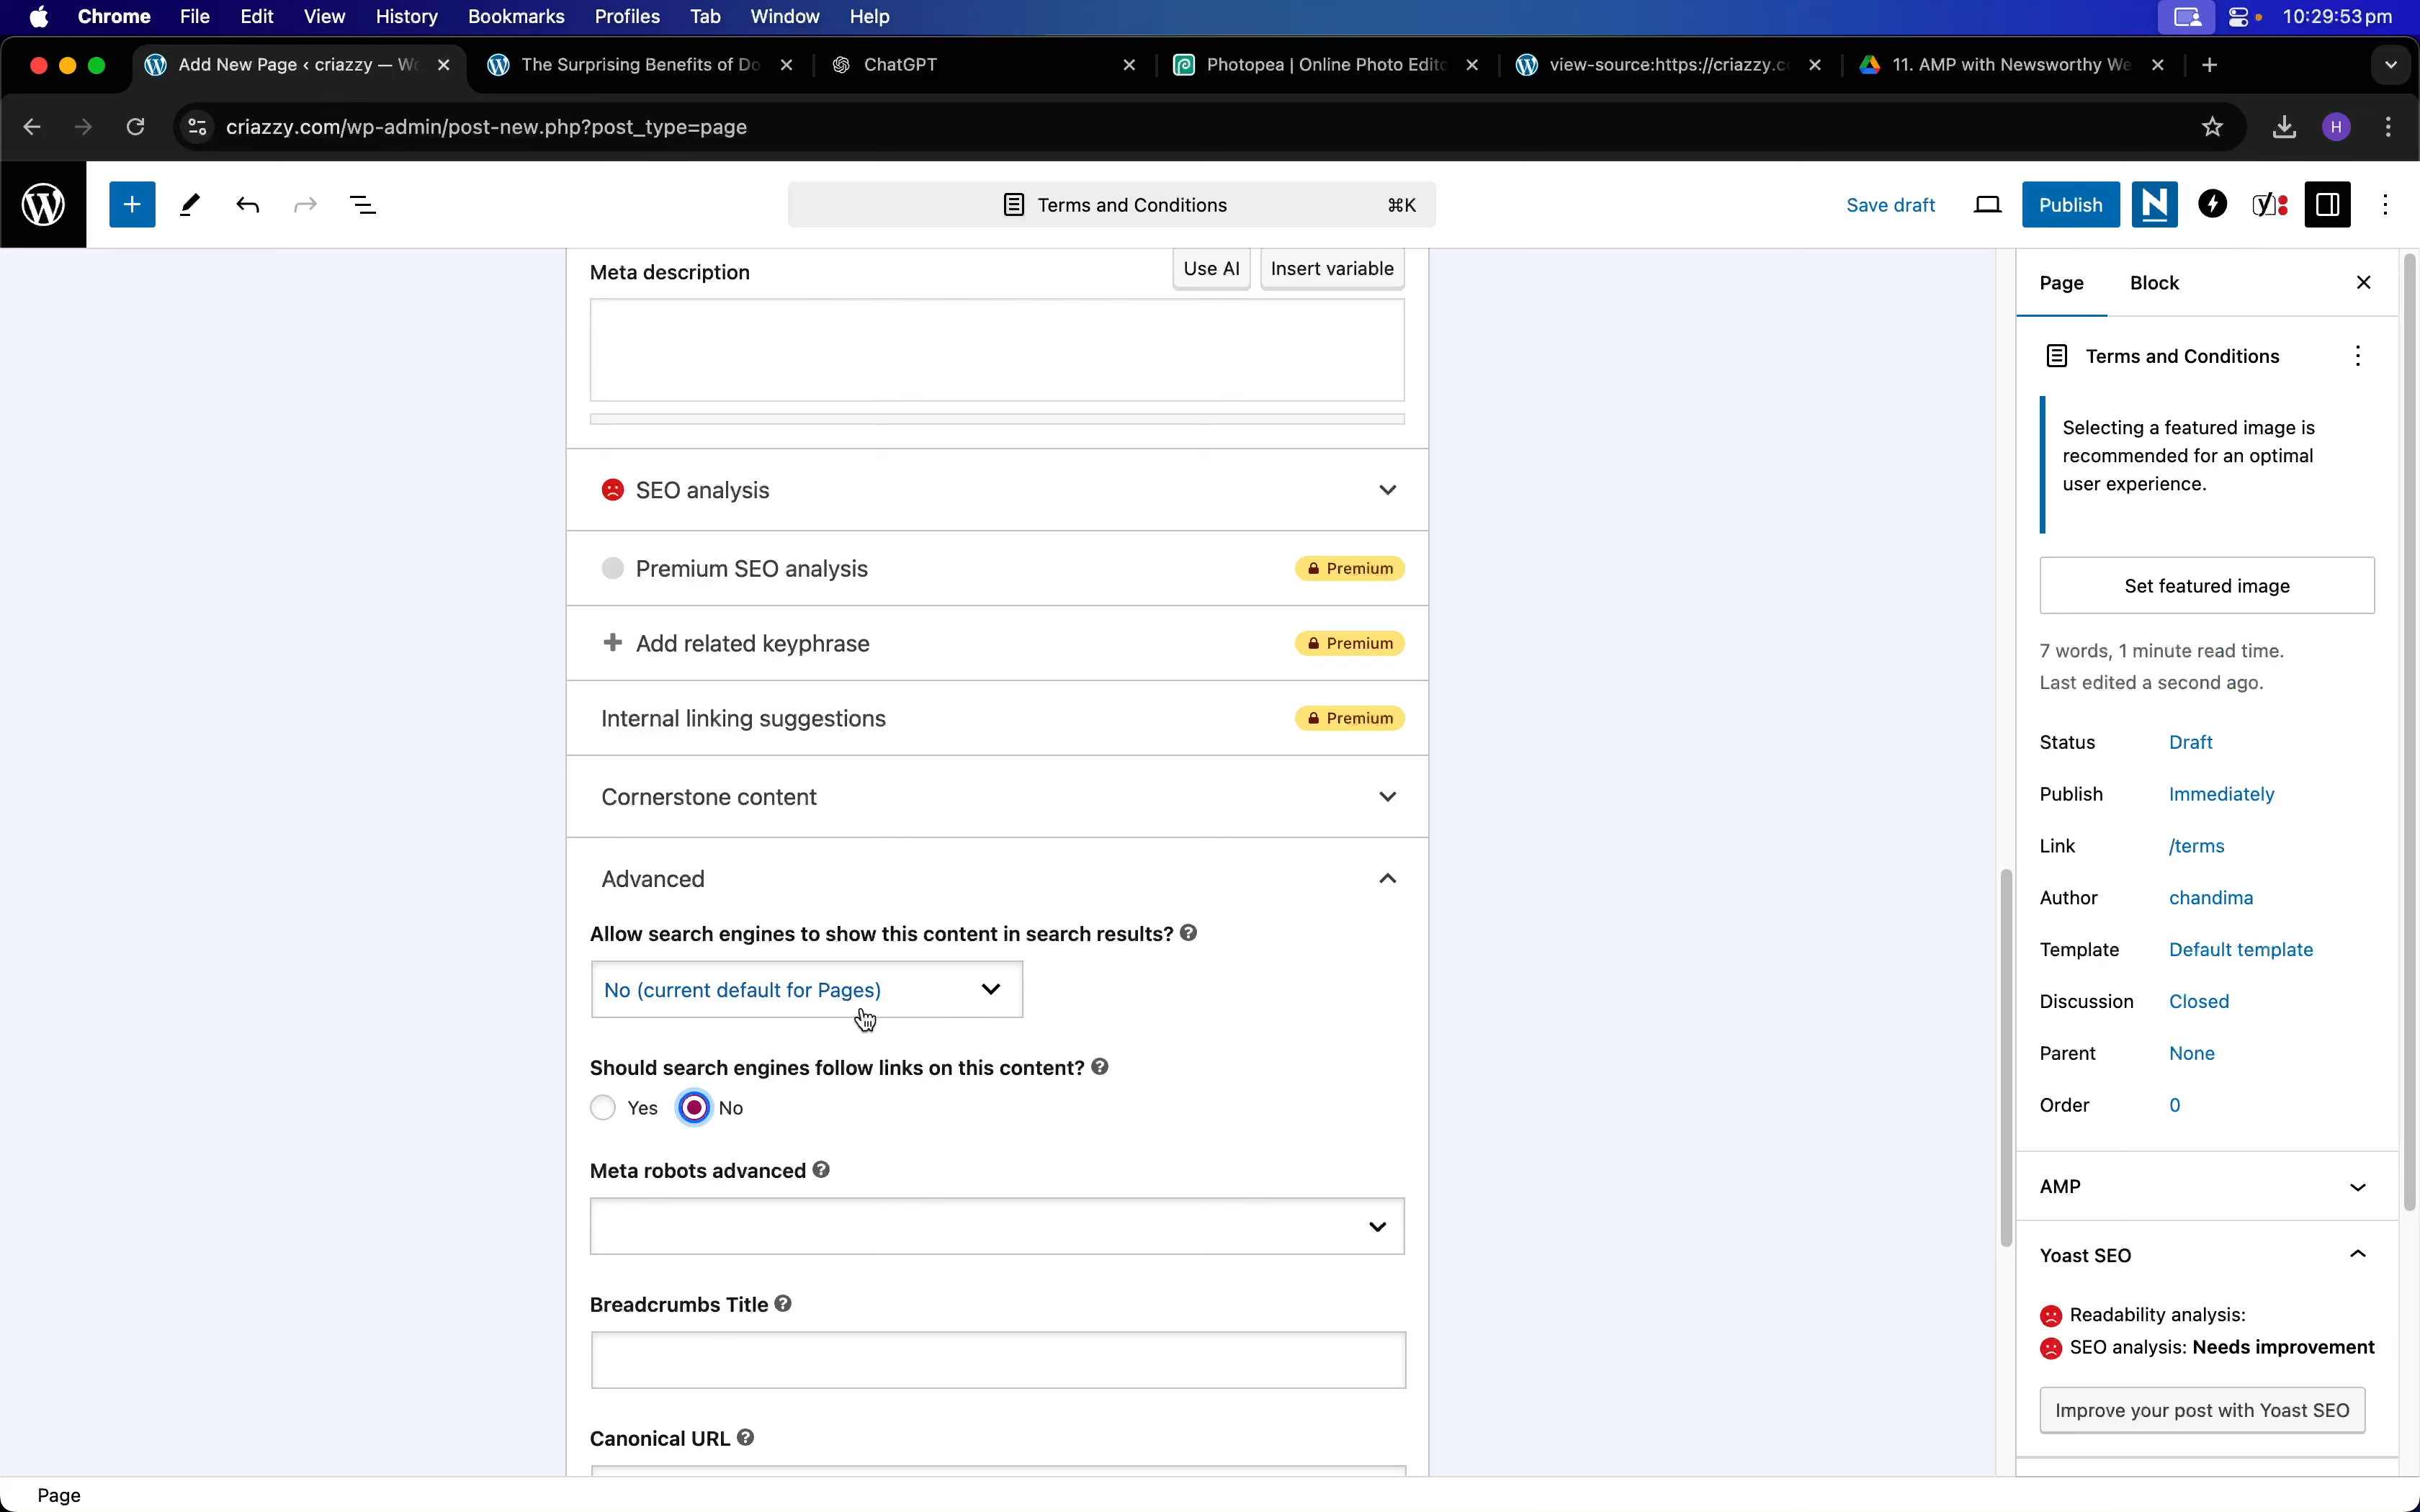 Chrome File Edit View History Bookmarks Profiles Tab Window Help 10:29:53 pm
Add New Page ‹ criazzy — Wo
The Surprising Benefits of Do
ChatGPT
Photopea | Online Photo Edito
view-source:https://criazzy.c
11. AMP with Newsworthy We
criazzy.com/wp-admin/post-new.php?post_type=page
H
Terms and Conditions ⌘K
Save draft
Publish
Meta description
Use AI
Insert variable
SEO analysis
Premium SEO analysis
Premium
Add related keyphrase
Premium
Internal linking suggestions
Premium
Cornerstone content
Advanced
Allow search engines to show this content in search results?
No (current default for Pages)
Should search engines follow links on this content?
Yes
No
Meta robots advanced
Breadcrumbs Title
Canonical URL
Page
Page Block
Terms and Conditions
Selecting a featured image is
recommended for an optimal
user experience.
Set featured image
7 words, 1 minute read time.
Last edited a second ago.
Status Draft
Publish Immediately
Link /terms
Author chandima
Template Default template
Discussion Closed
Parent None
Order 0
AMP
Yoast SEO
Readability analysis:
SEO analysis: Needs improvement
Improve your post with Yoast SEO